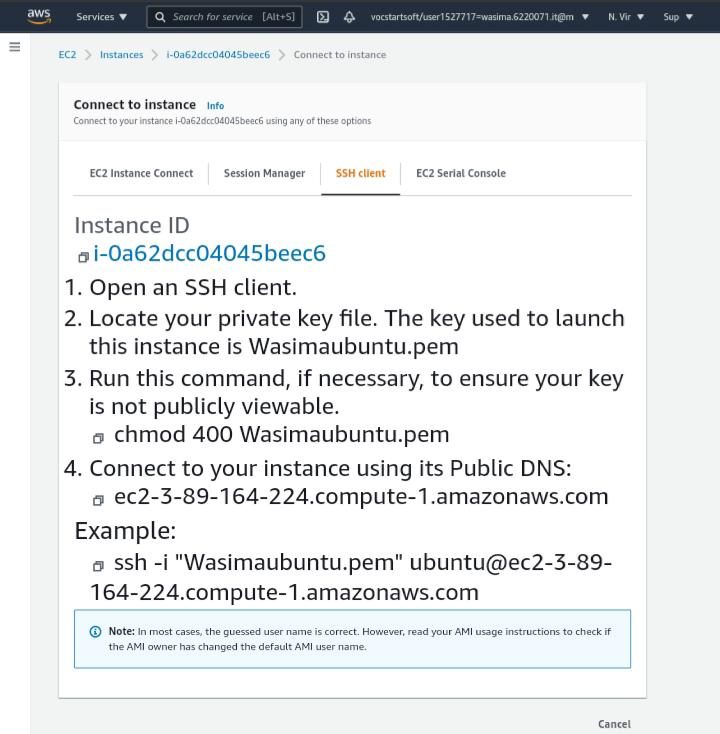 aws
Services
Search for service [Alt+S]
vocstartsoft/user1527717=wasima.6220071.it@m
N. Vir
Sup
EC2 > Instances > i-0a62dcc04045beec6 > Connect to instance
Connect to instance Info
Connect to your instance i-0a62dcc04045beec6 using any of these options
EC2 Instance Connect
Session Manager
SSH client
EC2 Serial Console
Instance ID
i-0a62dcc04045beec6
1. Open an SSH client.
2. Locate your private key file. The key used to launch
this instance is Wasimaubuntu.pem
3. Run this command, if necessary, to ensure your key
is not publicly viewable.
chmod 400 Wasimaubuntu.pem
4. Connect to your instance using its Public DNS:
ec2-3-89-164-224.compute-1.amazonaws.com
Example:
ssh -i "Wasimaubuntu.pem" ubuntu@ec2-3-89-
164-224.compute-1.amazonaws.com
Note: In most cases, the guessed user name is correct. However, read your AMI usage instructions to check if
the AMI owner has changed the default AMI user name.
Cancel